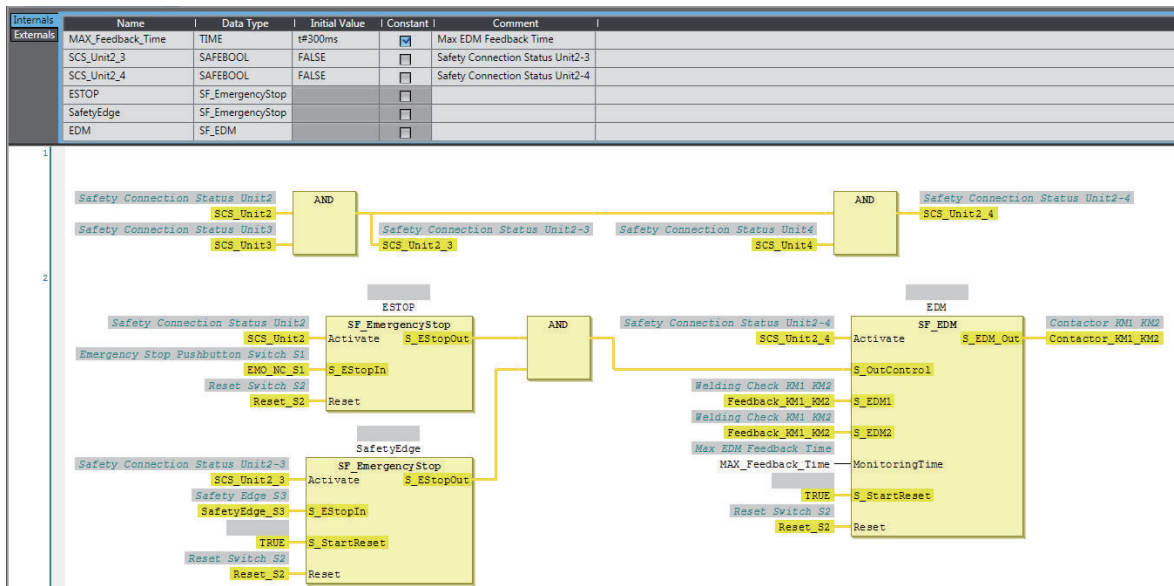 Internals
Externals
Name Data Type Initial Value Constant Comment
MAX_Feedback_Time TIME t#300ms Max EDM Feedback Time
SCS_Unit2_3 SAFEBOOL FALSE Safety Connection Status Unit2-3
SCS_Unit2_4 SAFEBOOL FALSE Safety Connection Status Unit2-4
ESTOP SF_EmergencyStop
SafetyEdge SF_EmergencyStop
EDM SF_EDM
1
Safety Connection Status Unit2 AND AND Safety Connection Status Unit2-4
SCS_Unit2 SCS_Unit2_4
Safety Connection Status Unit3 Safety Connection Status Unit2-3 Safety Connection Status Unit4
SCS_Unit3 SCS_Unit2_3 SCS_Unit4
2
ESTOP EDM
Safety Connection Status Unit2 SF_EmergencyStop AND Safety Connection Status Unit2-4 SF_EDM Contactor KM1 KM2
SCS_Unit2 Activate S_EStopOut SCS_Unit2_4 Activate S_EDM_Out Contactor_KM1_KM2
Emergency Stop Pushbutton Switch S1
EMO_NC_S1 S_EStopIn S_OutControl
Reset Switch S2 Welding Check KM1 KM2
Reset_S2 Reset Feedback_KM1_KM2 S_EDM1
Welding Check KM1 KM2
Feedback_KM1_KM2 S_EDM2
SafetyEdge Max EDM Feedback Time
Safety Connection Status Unit2-3 SF_EmergencyStop MAX_Feedback_Time MonitoringTime
SCS_Unit2_3 Activate S_EStopOut
Safety Edge S3 TRUE S_StartReset
SafetyEdge_S3 S_EStopIn Reset Switch S2
Reset_S2 Reset
TRUE S_StartReset
Reset Switch S2
Reset_S2 Reset